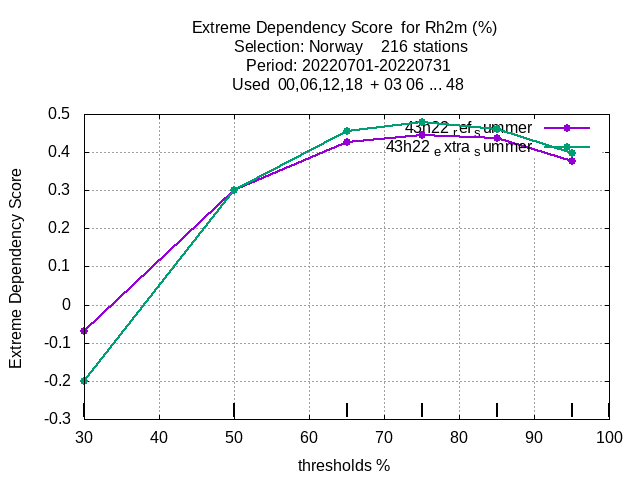 Extreme Dependency Score for Rh2m (%)
Selection: Norway 216 stations
Period: 20220701-20220731
Used 00,06,12,18 + 03 06 ... 48
43h22 ref summer
43h22 extra summer
0.5
0.4
0.3
0.2
0.1
0
-0.1
-0.2
-0.3
Extreme Dependency Score
30 40 50 60 70 80 90 100
thresholds %